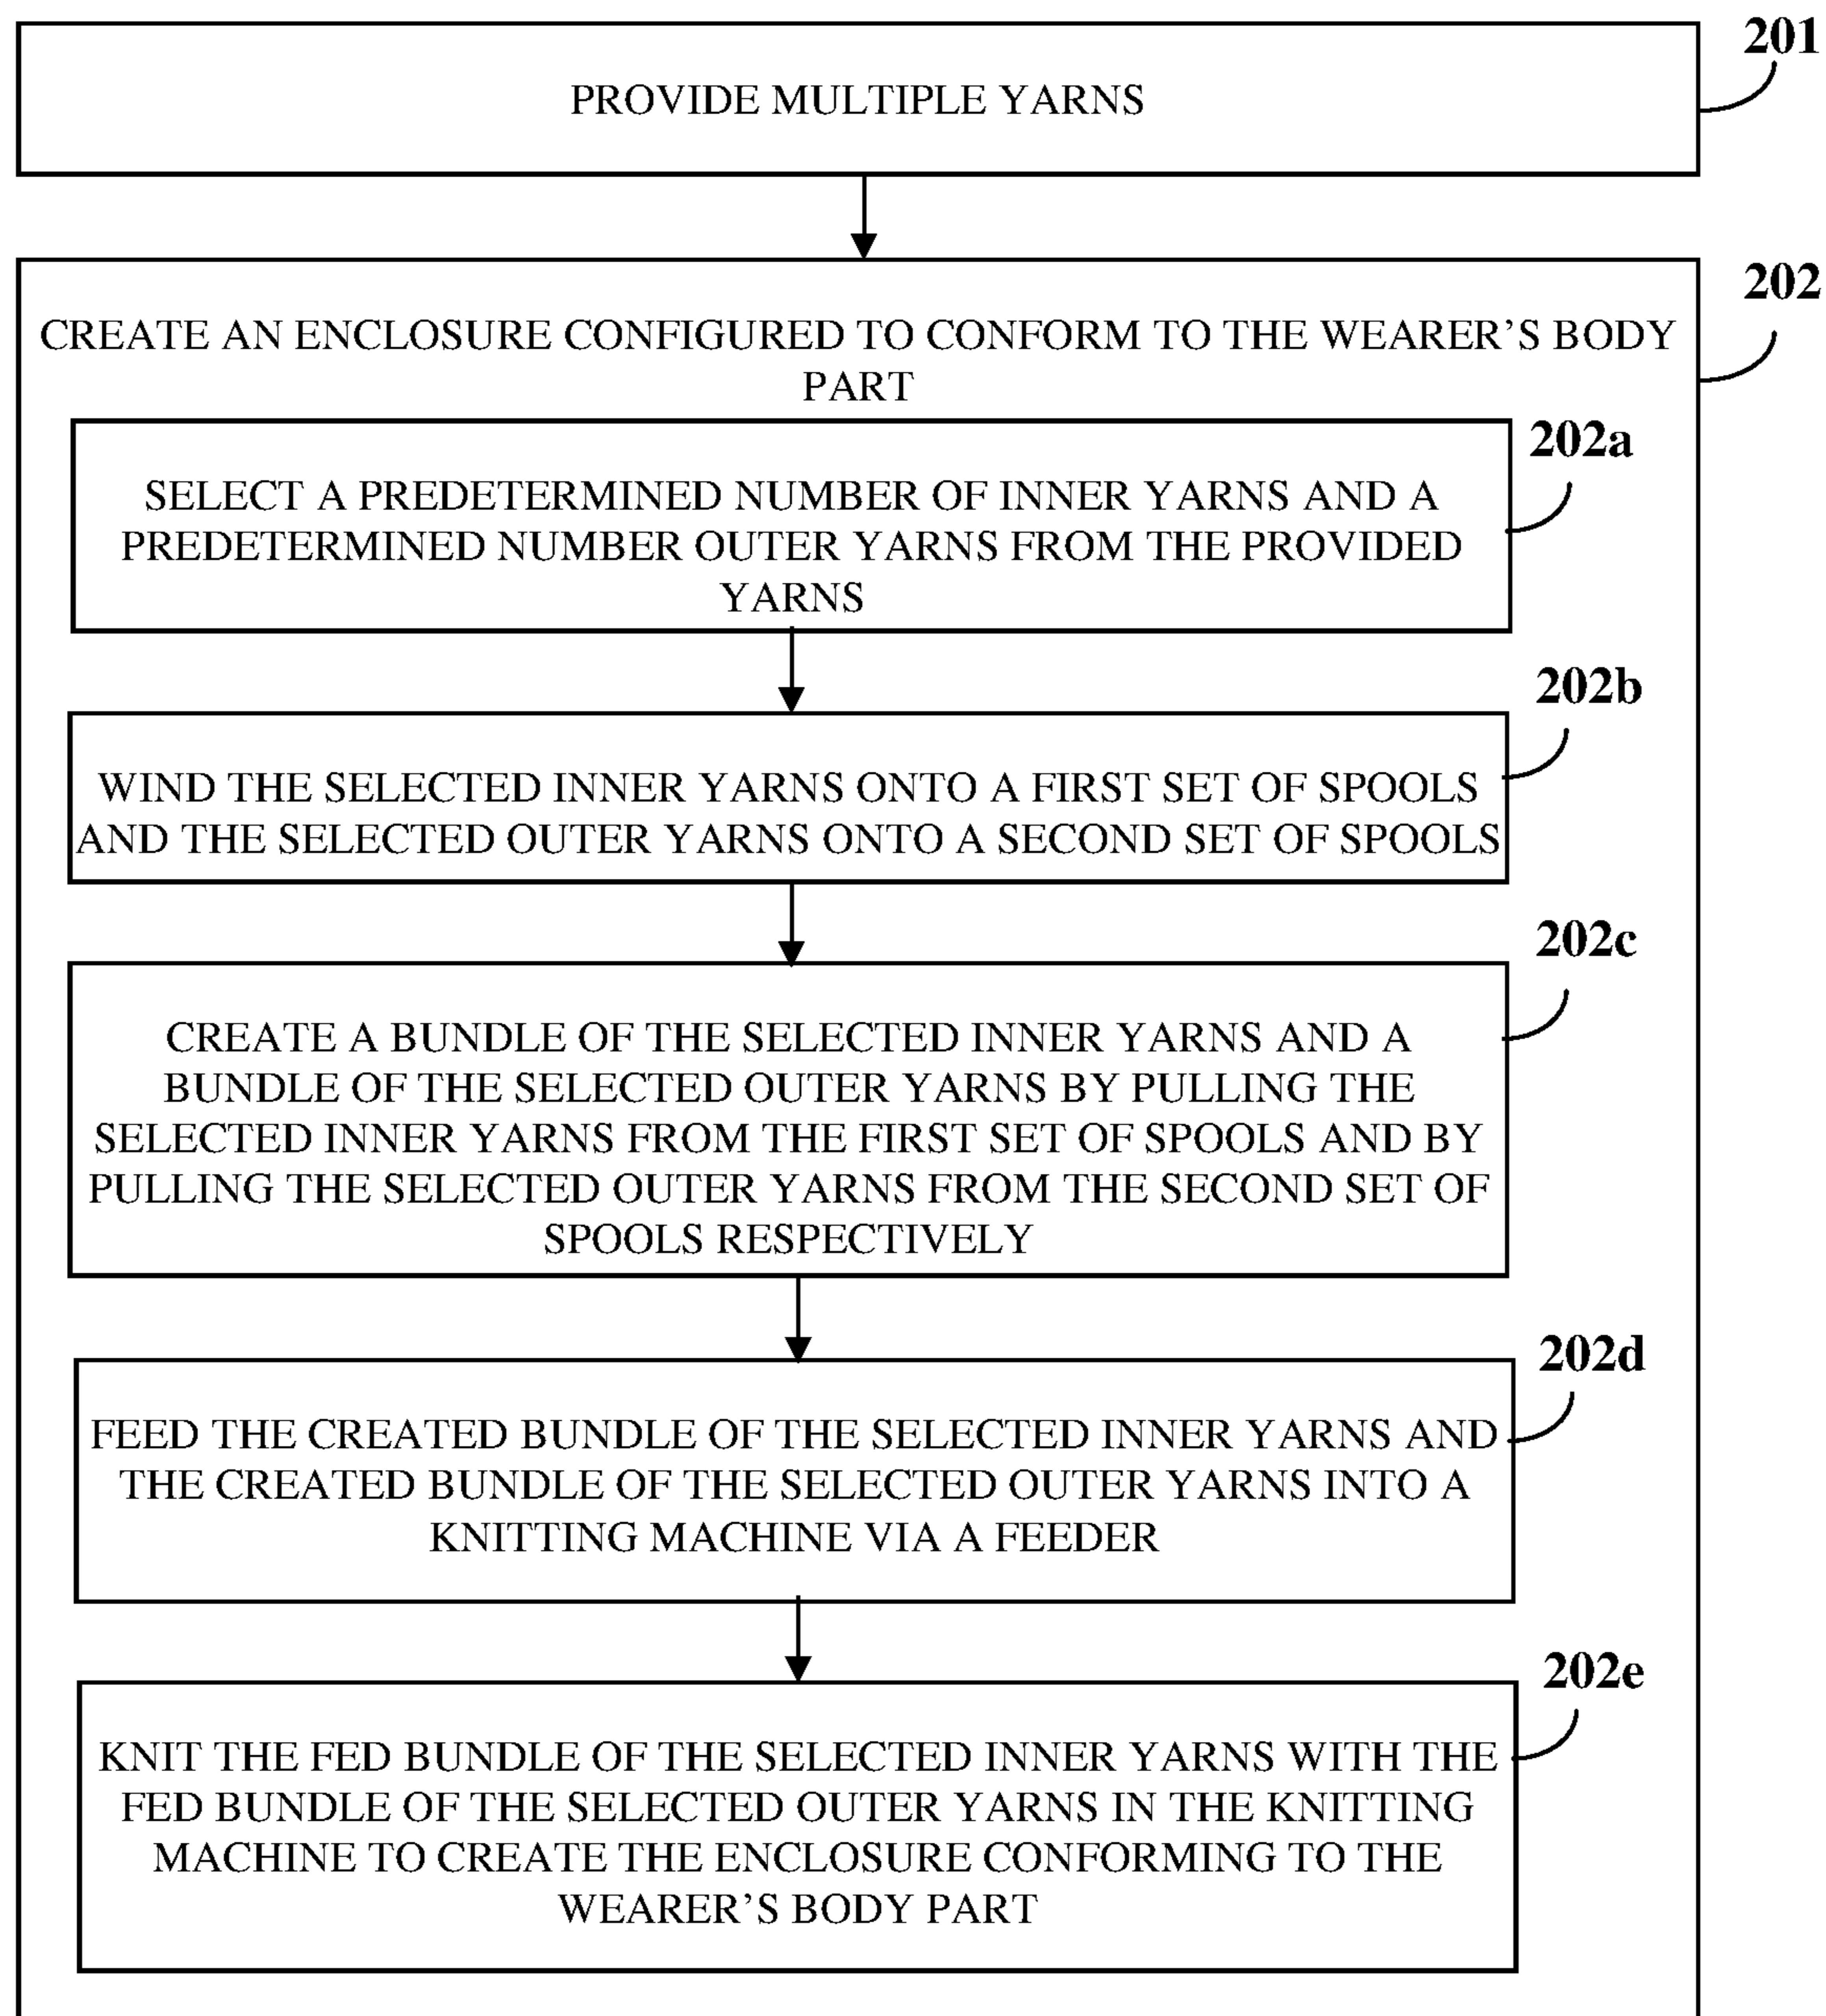 201
PROVIDE MULTIPLE YARNS
202
CREATE AN ENCLOSURE CONFIGURED TO CONFORM TO THE WEARER'S BODY
PART
202a
SELECT A PREDETERMINED NUMBER OF INNER YARNS AND A
PREDETERMINED NUMBER OUTER YARNS FROM THE PROVIDED
YARNS
202b
WIND THE SELECTED INNER YARNS ONTO A FIRST SET OF SPOOLS
AND THE SELECTED OUTER YARNS ONTO A SECOND SET OF SPOOLS
202c
CREATE A BUNDLE OF THE SELECTED INNER YARNS AND A
BUNDLE OF THE SELECTED OUTER YARNS BY PULLING THE
SELECTED INNER YARNS FROM THE FIRST SET OF SPOOLS AND BY
PULLING THE SELECTED OUTER YARNS FROM THE SECOND SET OF
SPOOLS RESPECTIVELY
202d
FEED THE CREATED BUNDLE OF THE SELECTED INNER YARNS AND
THE CREATED BUNDLE OF THE SELECTED OUTER YARNS INTO A
KNITTING MACHINE VIA A FEEDER
202e
KNIT THE FED BUNDLE OF THE SELECTED INNER YARNS WITH THE
FED BUNDLE OF THE SELECTED OUTER YARNS IN THE KNITTING
MACHINE TO CREATE THE ENCLOSURE CONFORMING TO THE
WEARER'S BODY PART